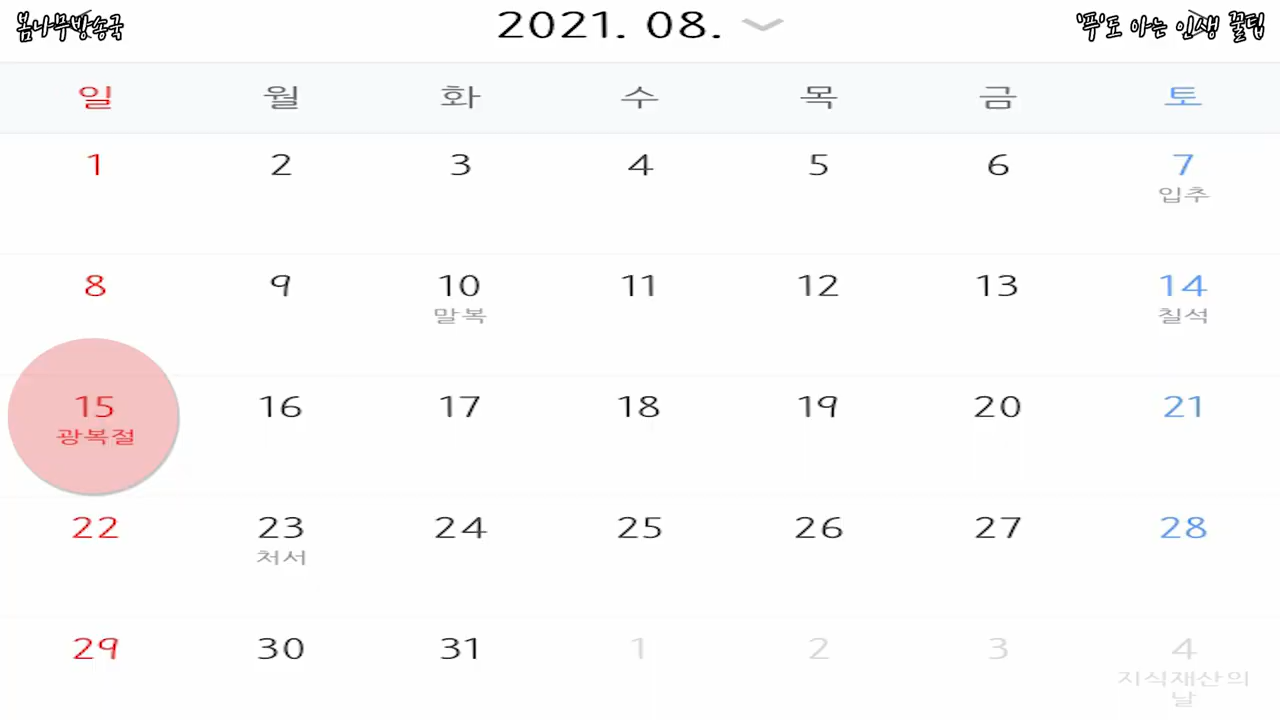 봄나무방송국
2021. 08.
'푸'도 아는 인생 꿀팁
일 월 화 수 목 금 토
1 2 3 4 5 6 7
입추
8 9 10 11 12 13 14
말복 칠석
15 16 17 18 19 20 21
광복절
22 23 24 25 26 27 28
처서
29 30 31 1 2 3 4
지식재산의
날